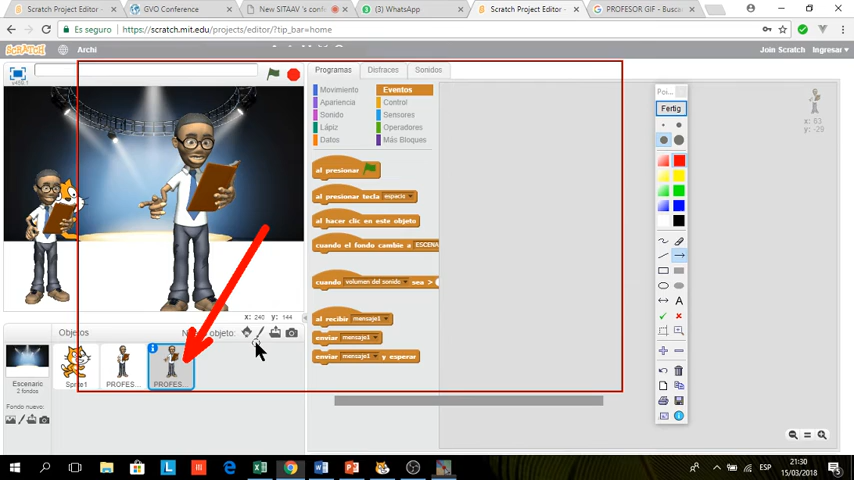 Scratch Project Editor -
GVO Conference
New SITAAV 's confe
(3) WhatsApp
Scratch Project Editor -
PROFESOR GIF - Busca
Es seguro
https://scratch.mit.edu/projects/editor/?tip_bar=home
SCRATCH
Archi
Join Scratch
Ingresar
Programas
Disfraces
Sonidos
Movimiento
Eventos
Apariencia
Control
Sonido
Sensores
Lápiz
Operadores
Datos
Más Bloques
al presionar
al presionar tecla espacio
al hacer clic en este objeto
cuando el fondo cambie a ESCENA
cuando volumen del sonido sea >
al recibir mensaje1
enviar mensaje1
enviar mensaje1 y esperar
x: 240 y: 144
Objetos
objeto:
Sprite1
PROFES...
PROFES...
Escenario
2 fondos
Fondo nuevo:
x: 63
y: -29
Poi...
Fertig
A
ESP
21:30
15/03/2018